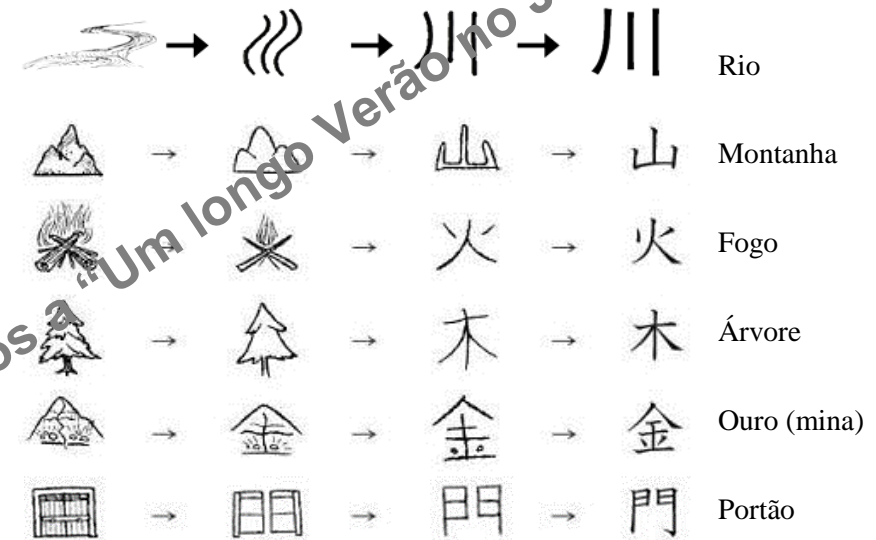 → → → 川 Rio
→ → → 山 Montanha
→ → → 火 Fogo
→ → → 木 Árvore
→ → → 金 Ouro (mina)
→ → → 門 Portão
os a "Um longo Verão no